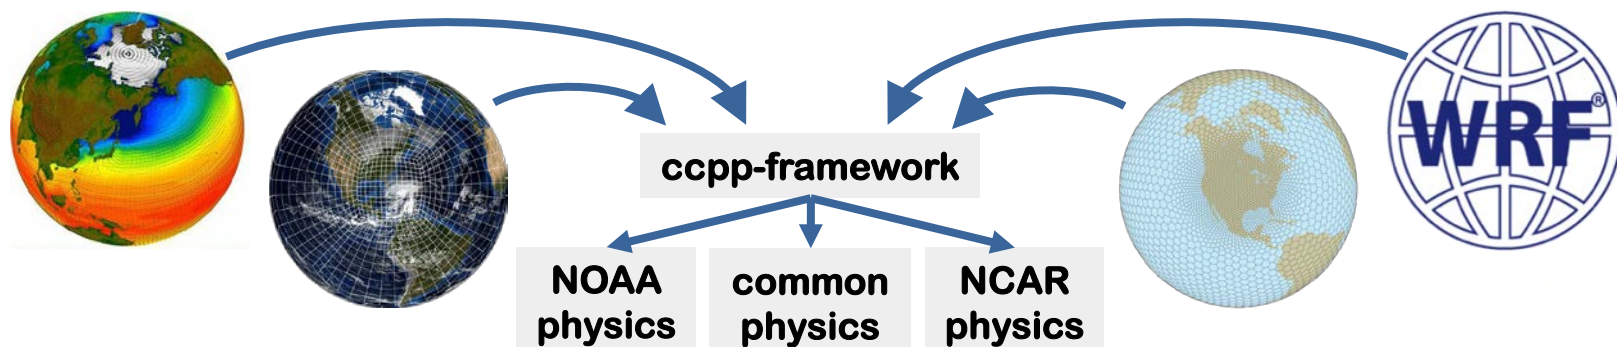 ccpp-framework
NOAA
physics
common
physics
NCAR
physics
WRF®